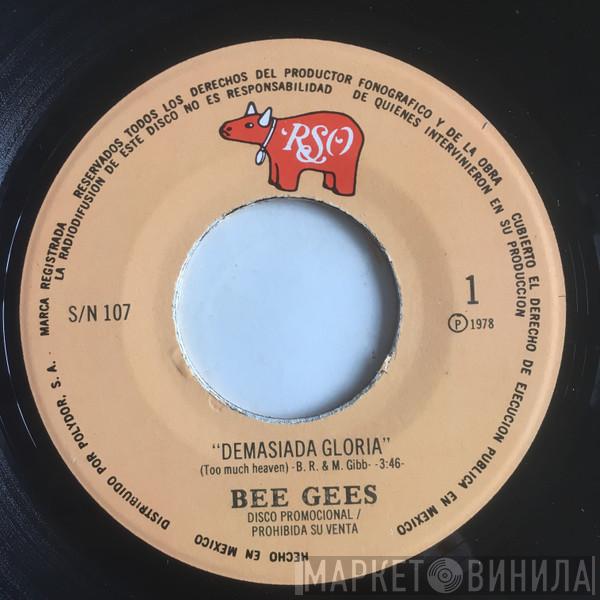 MARCA REGISTRADA RESERVADOS TODOS LOS DERECHOS DEL PRODUCTOR FONOGRAFICO Y DE LA OBRA CUBIERTO EL DERECHO DE EJECUCION PUBLICA EN MEXICO
LA RADIODIFUSION DE ESTE DISCO NO ES RESPONSABILIDAD DE QUIENES INTERVINIERON EN SU PRODUCCION
RSO
S/N 107
1
Ⓟ 1978
"DEMASIADA GLORIA"
(Too much heaven) -B. R. & M. Gibb- -3:46-
BEE GEES
DISCO PROMOCIONAL /
PROHIBIDA SU VENTA
DISTRIBUIDO POR POLYDOR, S. A. -
HECHO EN MEXICO
МАРКЕТ ВИНИЛА